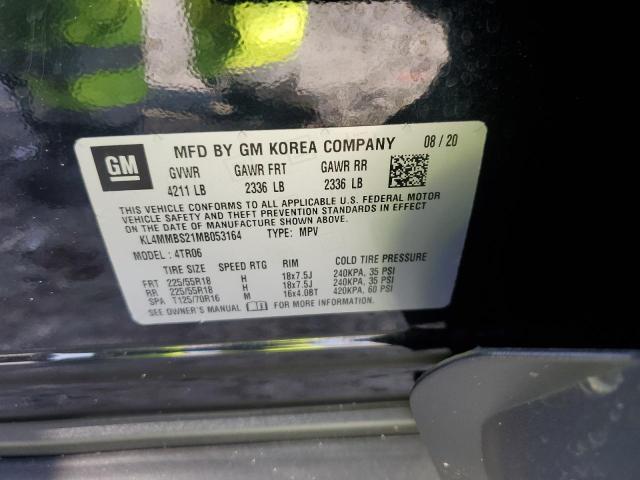 GM
MFD BY GM KOREA COMPANY 08 / 20
GVWR GAWR FRT GAWR RR
4211 LB 2336 LB 2336 LB
THIS VEHICLE CONFORMS TO ALL APPLICABLE U.S. FEDERAL MOTOR
VEHICLE SAFETY AND THEFT PREVENTION STANDARDS IN EFFECT
ON THE DATE OF MANUFACTURE SHOWN ABOVE.
KL4MMBS21MB053164 TYPE: MPV
MODEL: 4TR06
TIRE SIZE SPEED RTG RIM COLD TIRE PRESSURE
FRT 225/55R18 H 18x7.5J 240KPA, 35 PSI
RR 225/55R18 H 18x7.5J 240KPA, 35 PSI
SPA T125/70R16 M 16x4.0BT 420KPA, 60 PSI
SEE OWNER'S MANUAL FOR MORE INFORMATION